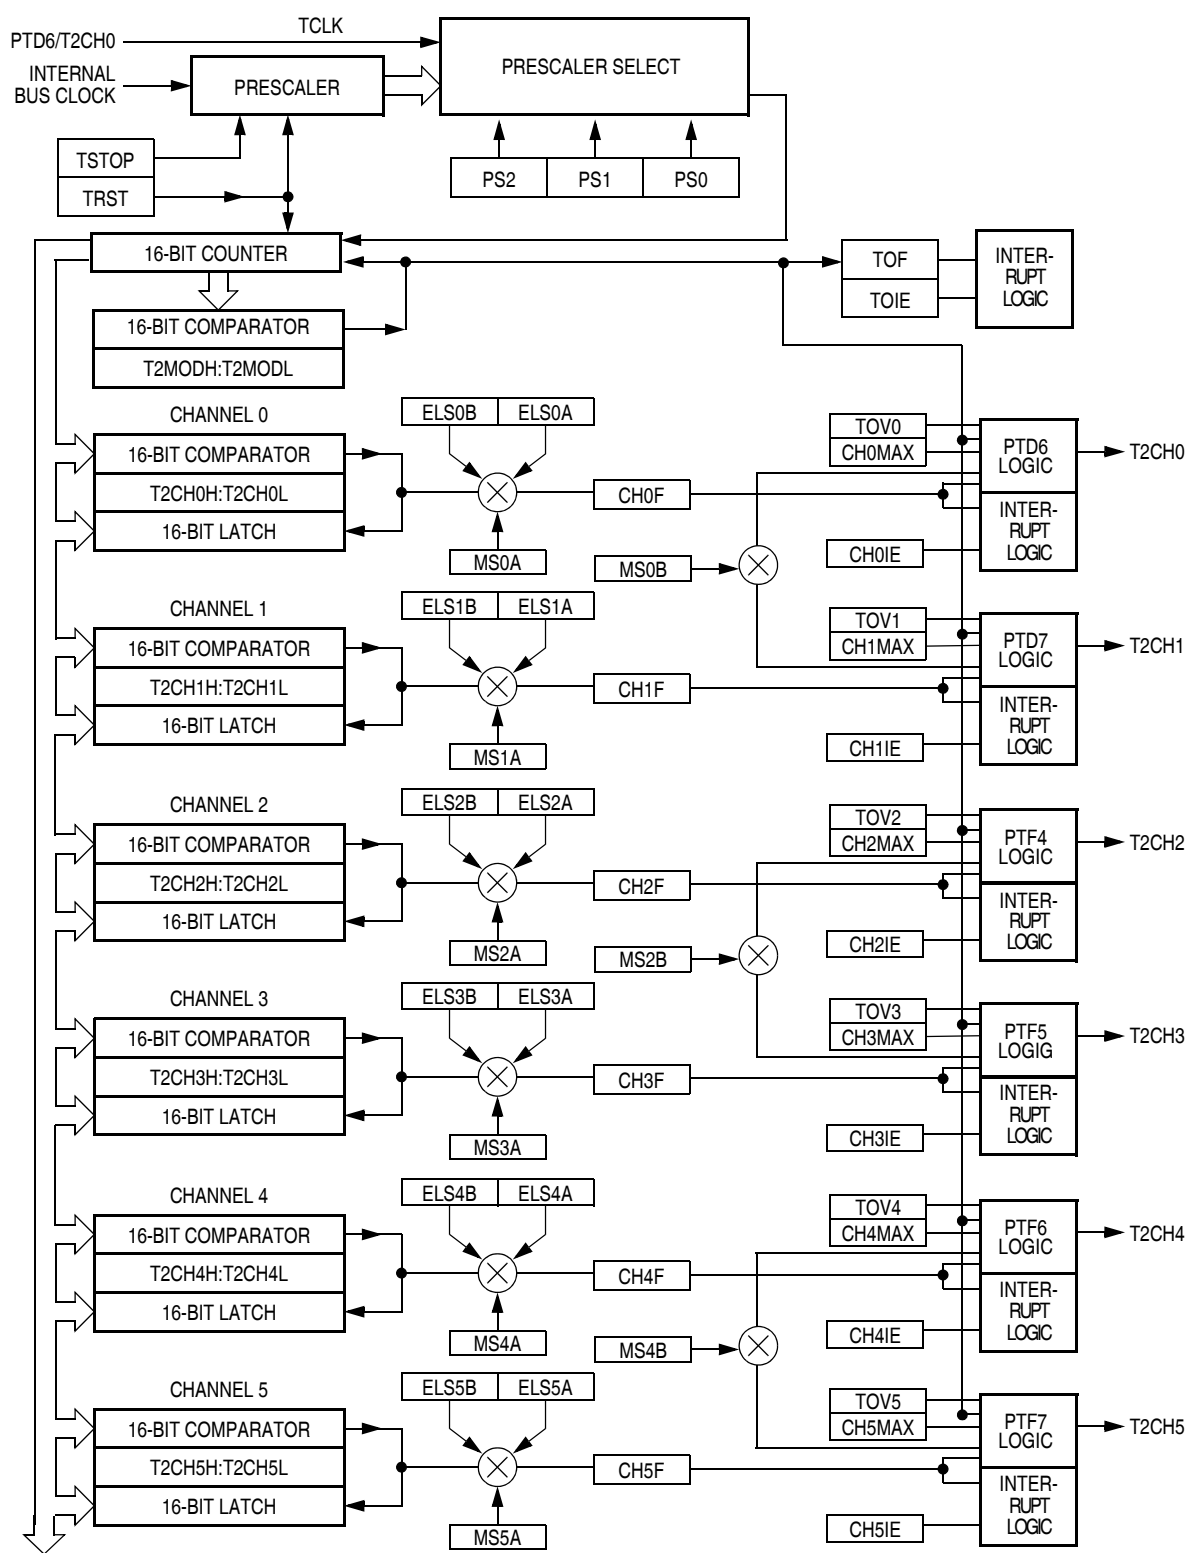 TCLK
PTD6/T2CH0
INTERNAL
BUS CLOCK
PRESCALER
PRESCALER SELECT
TSTOP
TRST
PS2 PS1 PS0
16-BIT COUNTER
TOF
TOIE
INTER-
RUPT
LOGIC
16-BIT COMPARATOR
T2MODH:T2MODL
CHANNEL 0
16-BIT COMPARATOR
T2CH0H:T2CH0L
16-BIT LATCH
ELS0B ELS0A
MS0A
CH0F
MS0B
TOV0
CH0MAX
CH0IE
PTD6
LOGIC
INTER-
RUPT
LOGIC
T2CH0
CHANNEL 1
16-BIT COMPARATOR
T2CH1H:T2CH1L
16-BIT LATCH
ELS1B ELS1A
MS1A
CH1F
TOV1
CH1MAX
CH1IE
PTD7
LOGIC
INTER-
RUPT
LOGIC
T2CH1
CHANNEL 2
16-BIT COMPARATOR
T2CH2H:T2CH2L
16-BIT LATCH
ELS2B ELS2A
MS2A
CH2F
MS2B
TOV2
CH2MAX
CH2IE
PTF4
LOGIC
INTER-
RUPT
LOGIC
T2CH2
CHANNEL 3
16-BIT COMPARATOR
T2CH3H:T2CH3L
16-BIT LATCH
ELS3B ELS3A
MS3A
CH3F
TOV3
CH3MAX
CH3IE
PTF5
LOGIG
INTER-
RUPT
LOGIC
T2CH3
CHANNEL 4
16-BIT COMPARATOR
T2CH4H:T2CH4L
16-BIT LATCH
ELS4B ELS4A
MS4A
CH4F
MS4B
TOV4
CH4MAX
CH4IE
PTF6
LOGIC
INTER-
RUPT
LOGIC
T2CH4
CHANNEL 5
16-BIT COMPARATOR
T2CH5H:T2CH5L
16-BIT LATCH
ELS5B ELS5A
MS5A
CH5F
TOV5
CH5MAX
CH5IE
PTF7
LOGIC
INTER-
RUPT
LOGIC
T2CH5